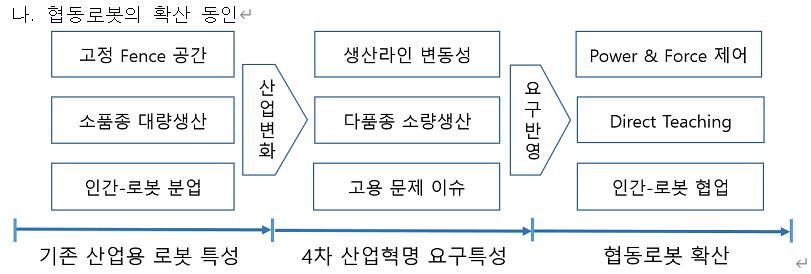 나. 협동로봇의 확산 동인
고정 Fence 공간
소품종 대량생산
인간-로봇 분업
산업변화
생산라인 변동성
다품종 소량생산
고용 문제 이슈
요구반영
Power & Force 제어
Direct Teaching
인간-로봇 협업
기존 산업용 로봇 특성
4차 산업혁명 요구특성
협동로봇 확산